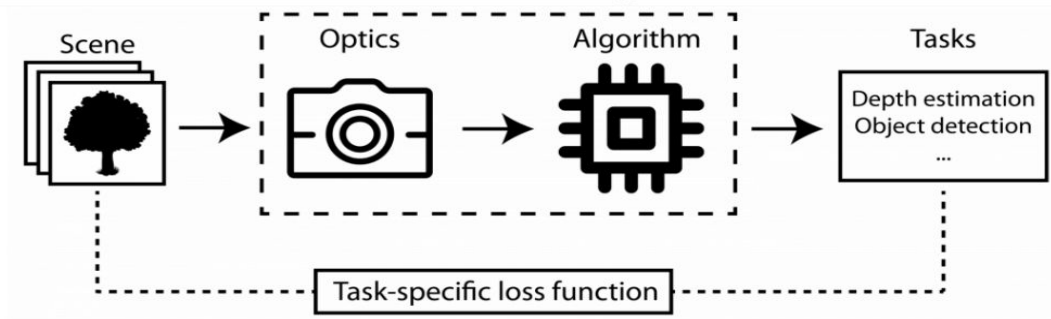 Scene
Optics
Algorithm
Tasks
Depth estimation
Object detection
...
Task-specific loss function